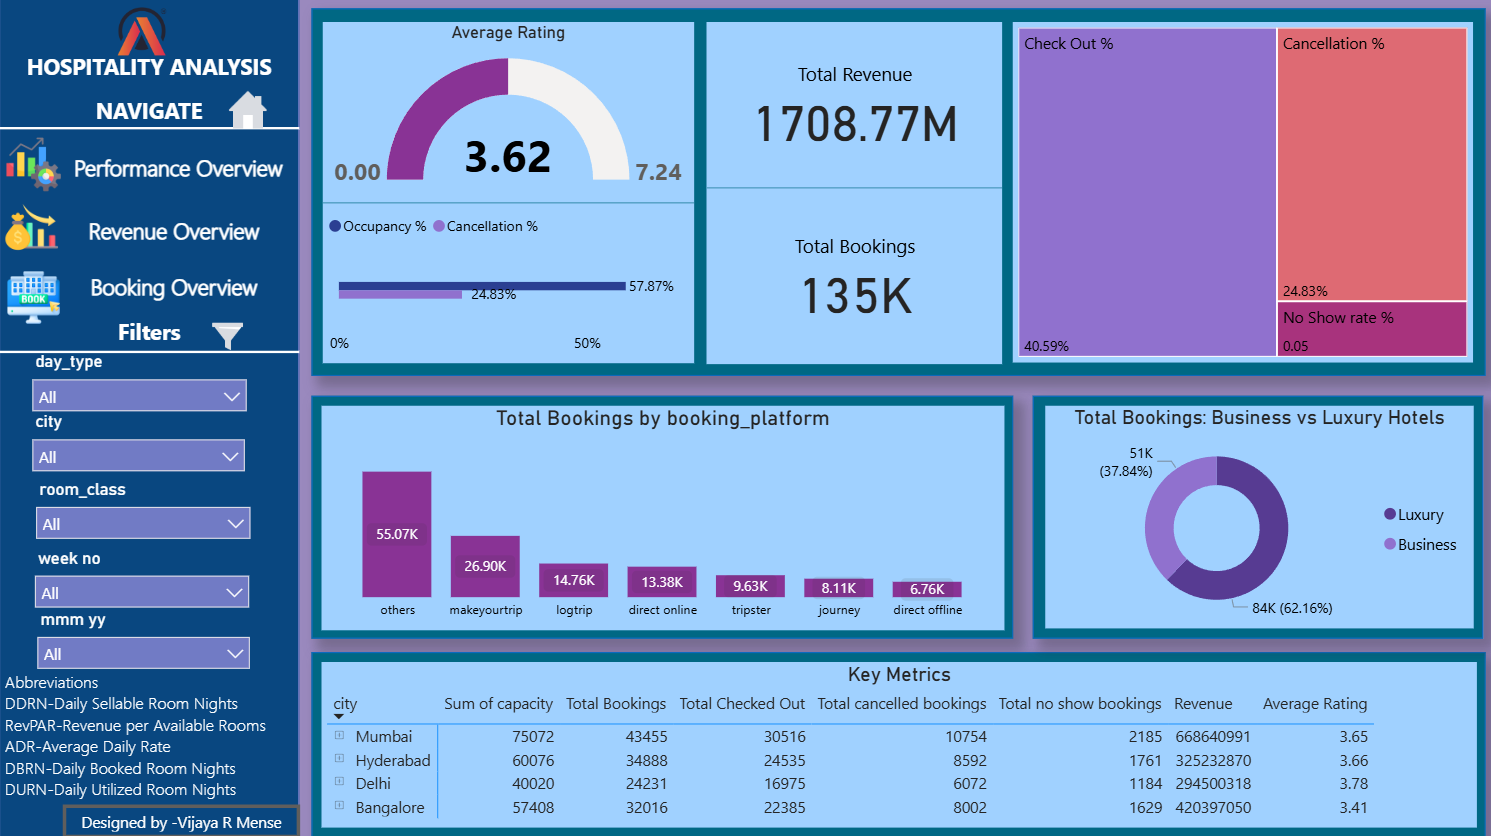 HOSPITALITY ANALYSIS
NAVIGATE
Performance Overview
Revenue Overview
BOOK
Booking Overview
Filters
day_type
All
city
All
room_class
All
week no
All
mmm yy
All
Abbreviations
DDRN-Daily Sellable Room Nights
RevPAR-Revenue per Available Rooms
ADR-Average Daily Rate
DBRN-Daily Booked Room Nights
DURN-Daily Utilized Room Nights
Designed by -Vijaya R Mense
Average Rating
3.62
0.00 7.24
Occupancy % Cancellation %
57.87%
24.83%
0% 50%
Total Revenue
1708.77M
Total Bookings
135K
Check Out %
40.59%
Cancellation %
24.83%
No Show rate %
0.05
Total Bookings by booking_platform
55.07K 26.90K 14.76K 13.38K 9.63K 8.11K 6.76K
others makeyourtrip logtrip direct online tripster journey direct offline
Total Bookings: Business vs Luxury Hotels
51K
(37.84%)
84K (62.16%)
Luxury
Business
Key Metrics
city Sum of capacity Total Bookings Total Checked Out Total cancelled bookings Total no show bookings Revenue Average Rating
Mumbai 75072 43455 30516 10754 2185 668640991 3.65
Hyderabad 60076 34888 24535 8592 1761 325232870 3.66
Delhi 40020 24231 16975 6072 1184 294500318 3.78
Bangalore 57408 32016 22385 8002 1629 420397050 3.41